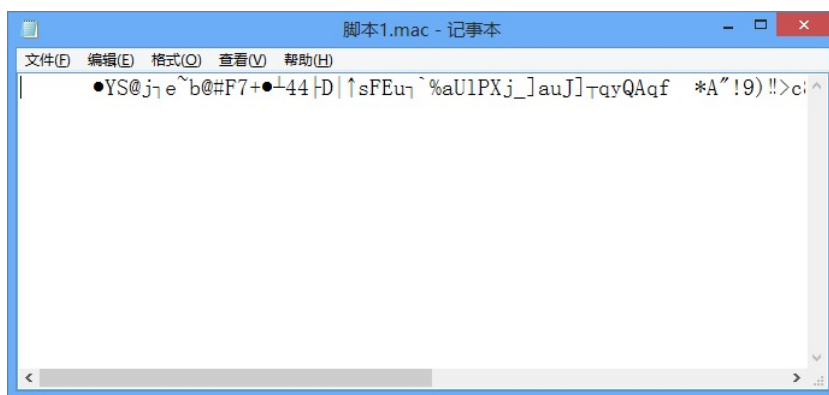 脚本1.mac - 记事本
文件(F) 编辑(E) 格式(O) 查看(V) 帮助(H)
●YS@j┐e~b@#F7+●┴44├D│↑sFEu┐`%aUlPXj_]auJ]┬qyQAqf *A"!9)‼>c